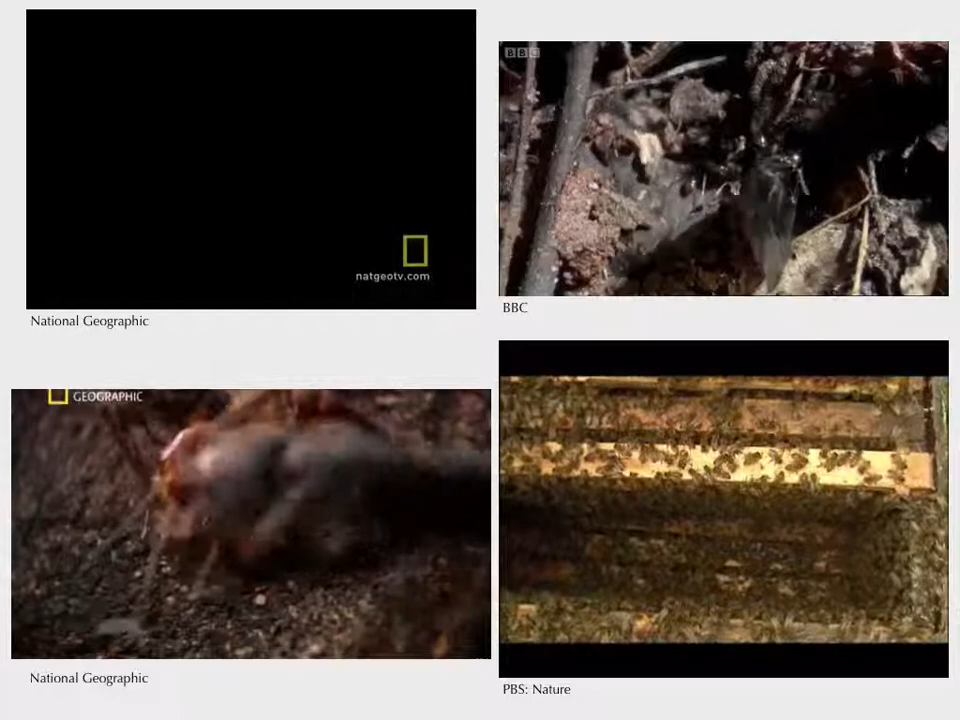 natgeotv.com
National Geographic
BBC
BBC
GEOGRAPHIC
National Geographic
PBS: Nature